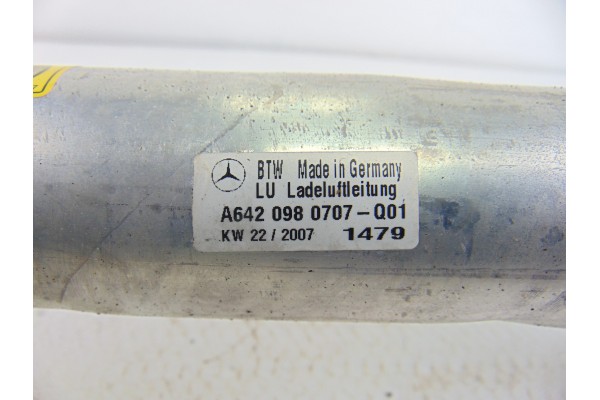 BTW Made in Germany
LU Ladeluftleitung
A642 098 0707-Q01
KW 22 / 2007 1479